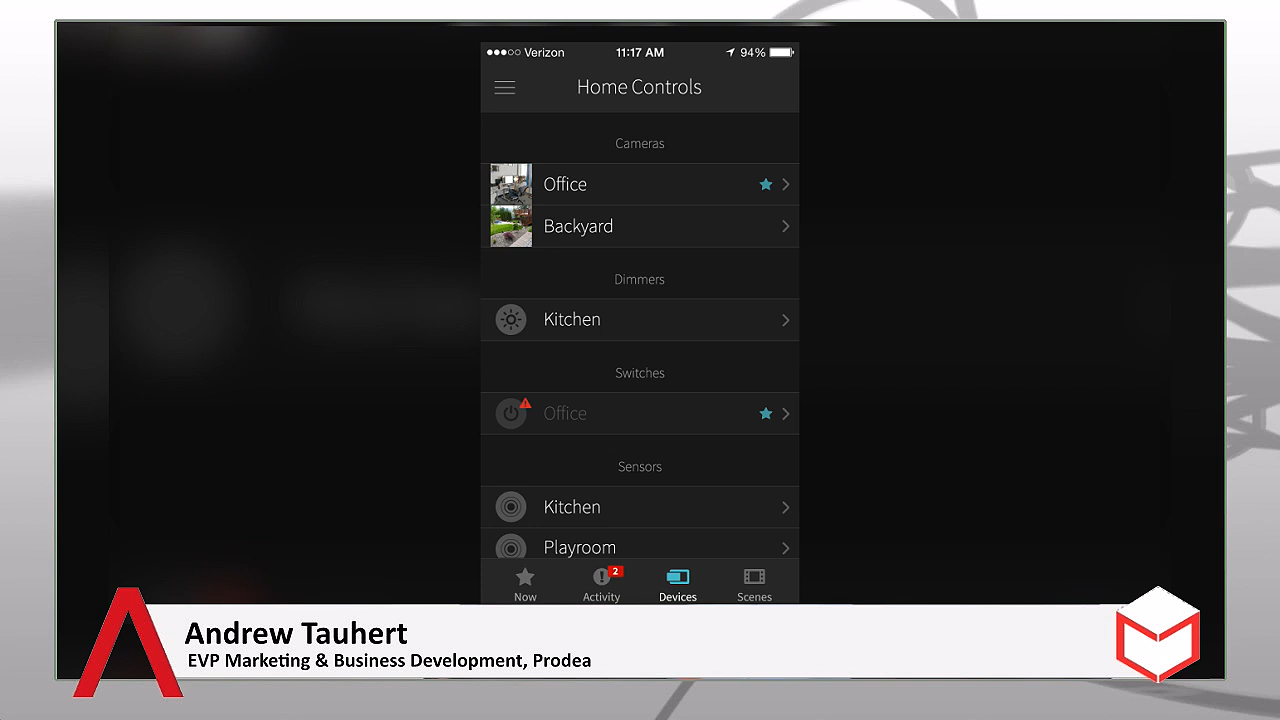 Verizon 11:17 AM 94%
Home Controls
Cameras
Office
Backyard
Dimmers
Kitchen
Switches
Office
Sensors
Kitchen
Playroom
2
Now Activity Devices Scenes
Andrew Tauhert
EVP Marketing & Business Development, Prodea